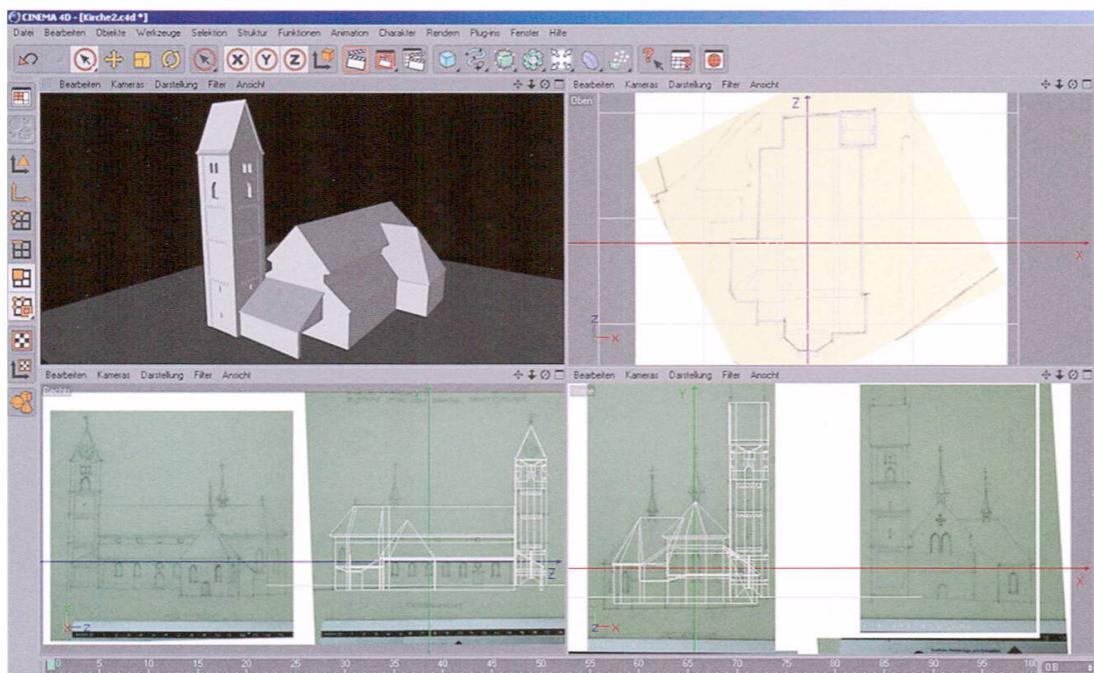 CINEMA 4D - [Kirche2.c4d *]
Datei Bearbeiten Objekte Werkzeuge Selektion Struktur Funktionen Animation Charakter Rendern Plug-ins Fenster Hilfe
X Y Z
Bearbeiten Kameras Darstellung Filter Ansicht
Bearbeiten Kameras Darstellung Filter Ansicht
Oben
Z
X
Z
X
Bearbeiten Kameras Darstellung Filter Ansicht
Bearbeiten Kameras Darstellung Filter Ansicht
Rechts
Y
Z
Y
X
Z
Y
X
Z
X
0 5 10 15 20 25 30 35 40 45 50 55 60 65 70 75 80 85 90 95 100 0 B